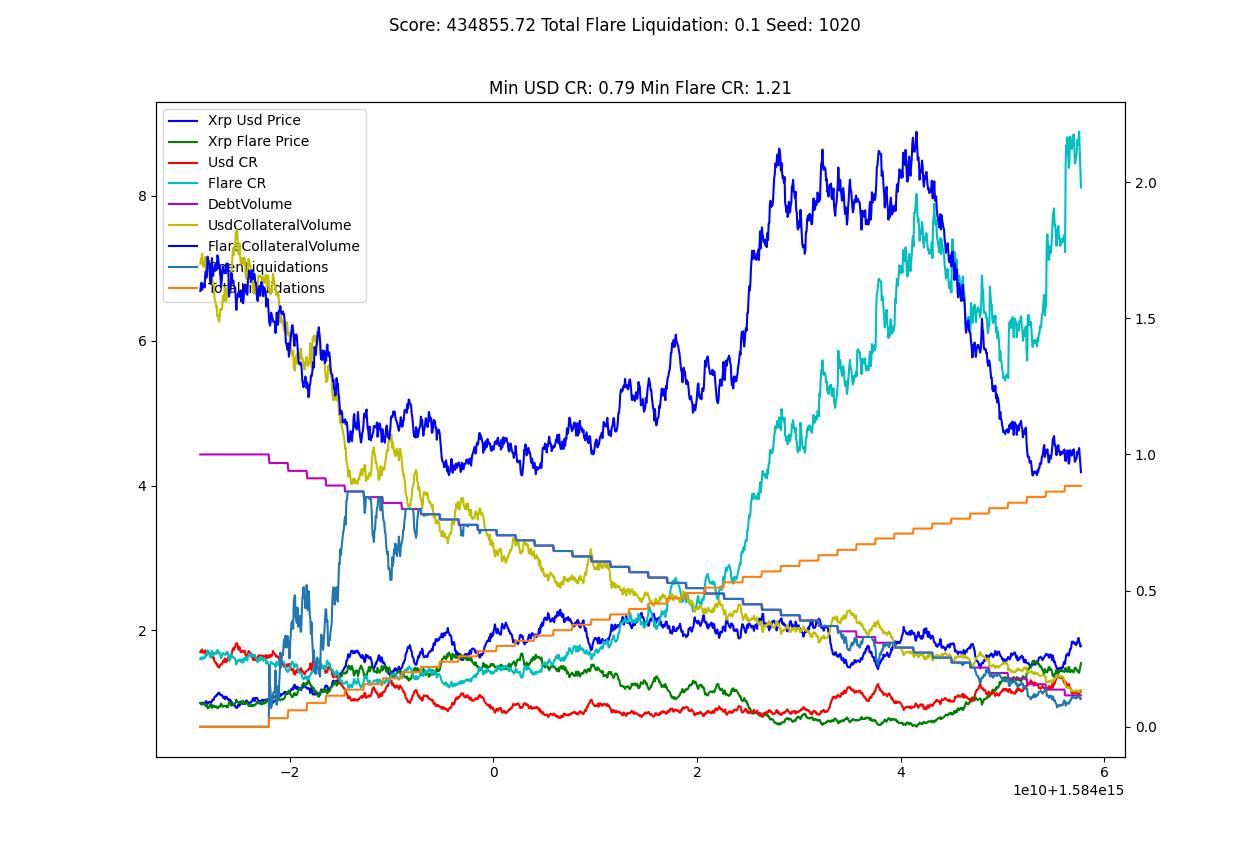 Score: 434855.72 Total Flare Liquidation: 0.1 Seed: 1020
Min USD CR: 0.79 Min Flare CR: 1.21
Xrp Usd Price
Xrp Flare Price
Usd CR
Flare CR
DebtVolume
UsdCollateralVolume
FlareCollateralVolume
OpenLiquidations
TotalLiquidations
8
6
4
2
2.0
1.5
1.0
0.5
0.0
−2
0
2
4
6
1e10+1.584e15